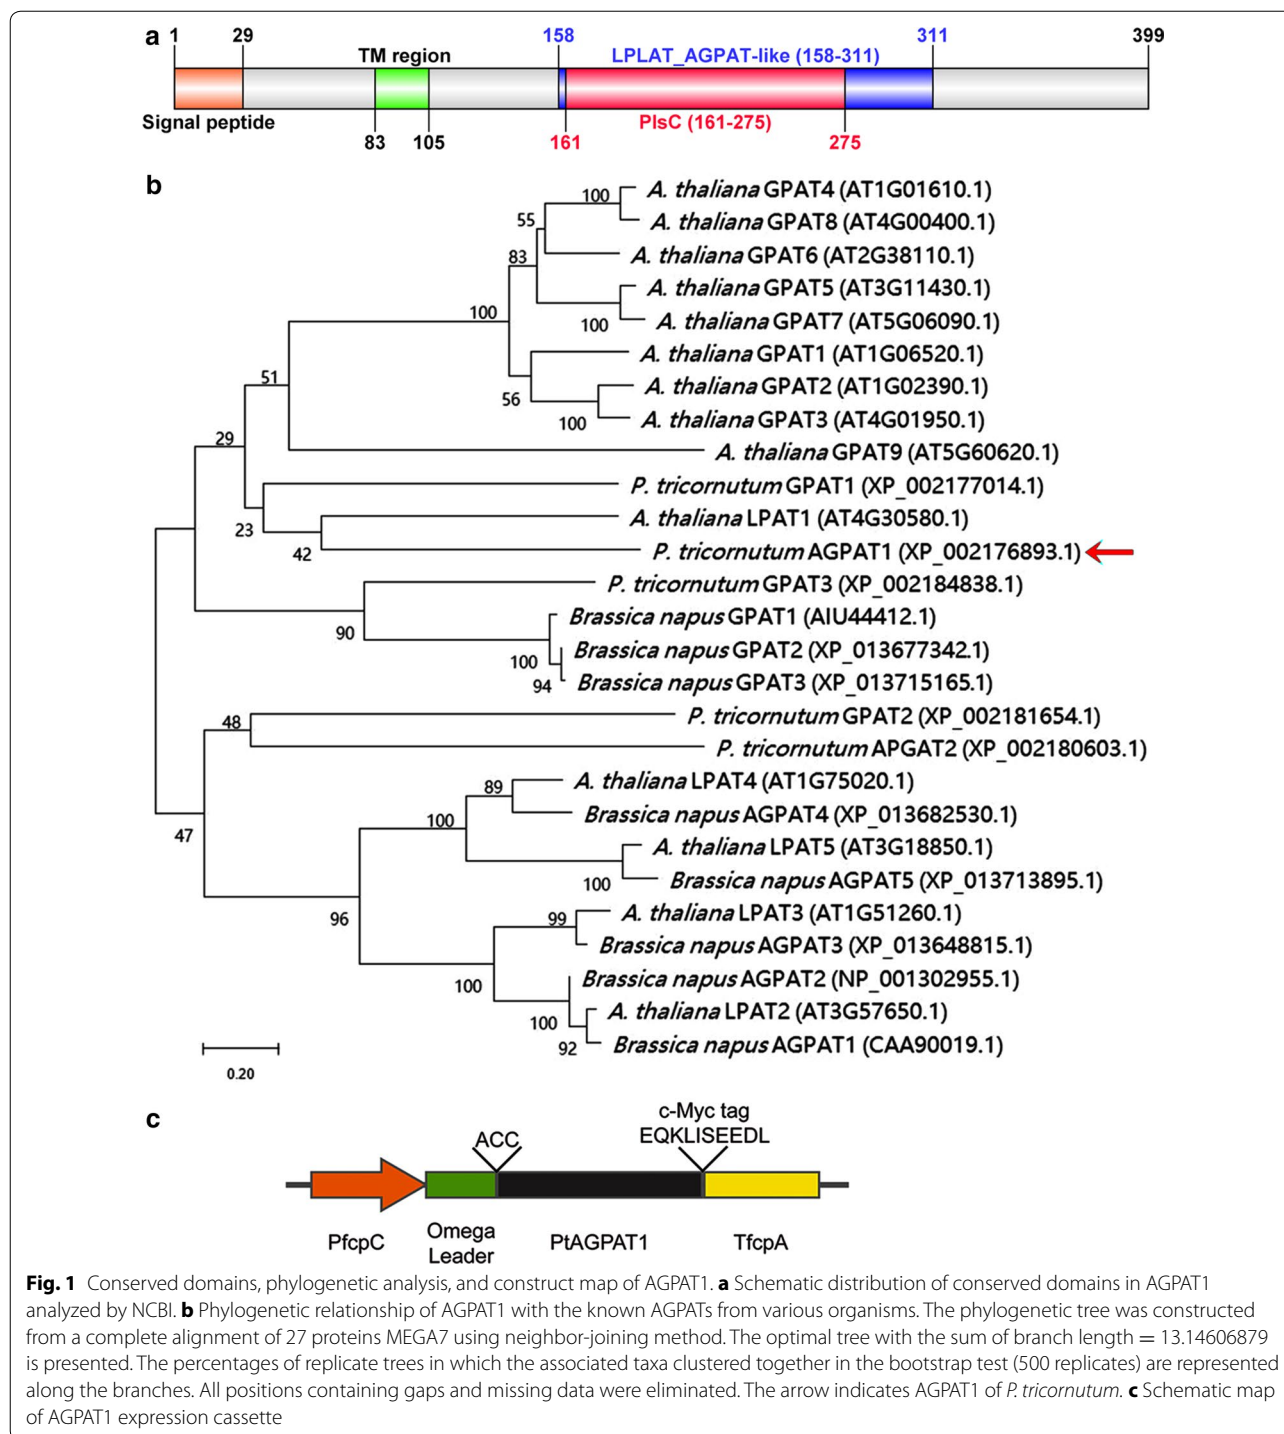 a
1 29 158 311 399
TM region LPLAT_AGPAT-like (158-311)
Signal peptide PlsC (161-275)
83 105 161 275
b
A. thaliana GPAT4 (AT1G01610.1)
100
A. thaliana GPAT8 (AT4G00400.1)
55
A. thaliana GPAT6 (AT2G38110.1)
83
A. thaliana GPAT5 (AT3G11430.1)
100
A. thaliana GPAT7 (AT5G06090.1)
100
A. thaliana GPAT1 (AT1G06520.1)
51
A. thaliana GPAT2 (AT1G02390.1)
56
A. thaliana GPAT3 (AT4G01950.1)
100
29
A. thaliana GPAT9 (AT5G60620.1)
P. tricornutum GPAT1 (XP_002177014.1)
A. thaliana LPAT1 (AT4G30580.1)
23
P. tricornutum AGPAT1 (XP_002176893.1)
42
P. tricornutum GPAT3 (XP_002184838.1)
Brassica napus GPAT1 (AIU44412.1)
90
Brassica napus GPAT2 (XP_013677342.1)
100
Brassica napus GPAT3 (XP_013715165.1)
94
P. tricornutum GPAT2 (XP_002181654.1)
48
P. tricornutum APGAT2 (XP_002180603.1)
A. thaliana LPAT4 (AT1G75020.1)
89
Brassica napus AGPAT4 (XP_013682530.1)
100
47
A. thaliana LPAT5 (AT3G18850.1)
Brassica napus AGPAT5 (XP_013713895.1)
100
A. thaliana LPAT3 (AT1G51260.1)
96
99
Brassica napus AGPAT3 (XP_013648815.1)
Brassica napus AGPAT2 (NP_001302955.1)
100
A. thaliana LPAT2 (AT3G57650.1)
100
Brassica napus AGPAT1 (CAA90019.1)
92
0.20
c
c-Myc tag
ACC EQKLISEEDL
PfcpC Omega Leader PtAGPAT1 TfcpA
Fig. 1 Conserved domains, phylogenetic analysis, and construct map of AGPAT1. a Schematic distribution of conserved domains in AGPAT1
analyzed by NCBI. b Phylogenetic relationship of AGPAT1 with the known AGPATs from various organisms. The phylogenetic tree was constructed
from a complete alignment of 27 proteins MEGA7 using neighbor-joining method. The optimal tree with the sum of branch length = 13.14606879
is presented. The percentages of replicate trees in which the associated taxa clustered together in the bootstrap test (500 replicates) are represented
along the branches. All positions containing gaps and missing data were eliminated. The arrow indicates AGPAT1 of P. tricornutum. c Schematic map
of AGPAT1 expression cassette